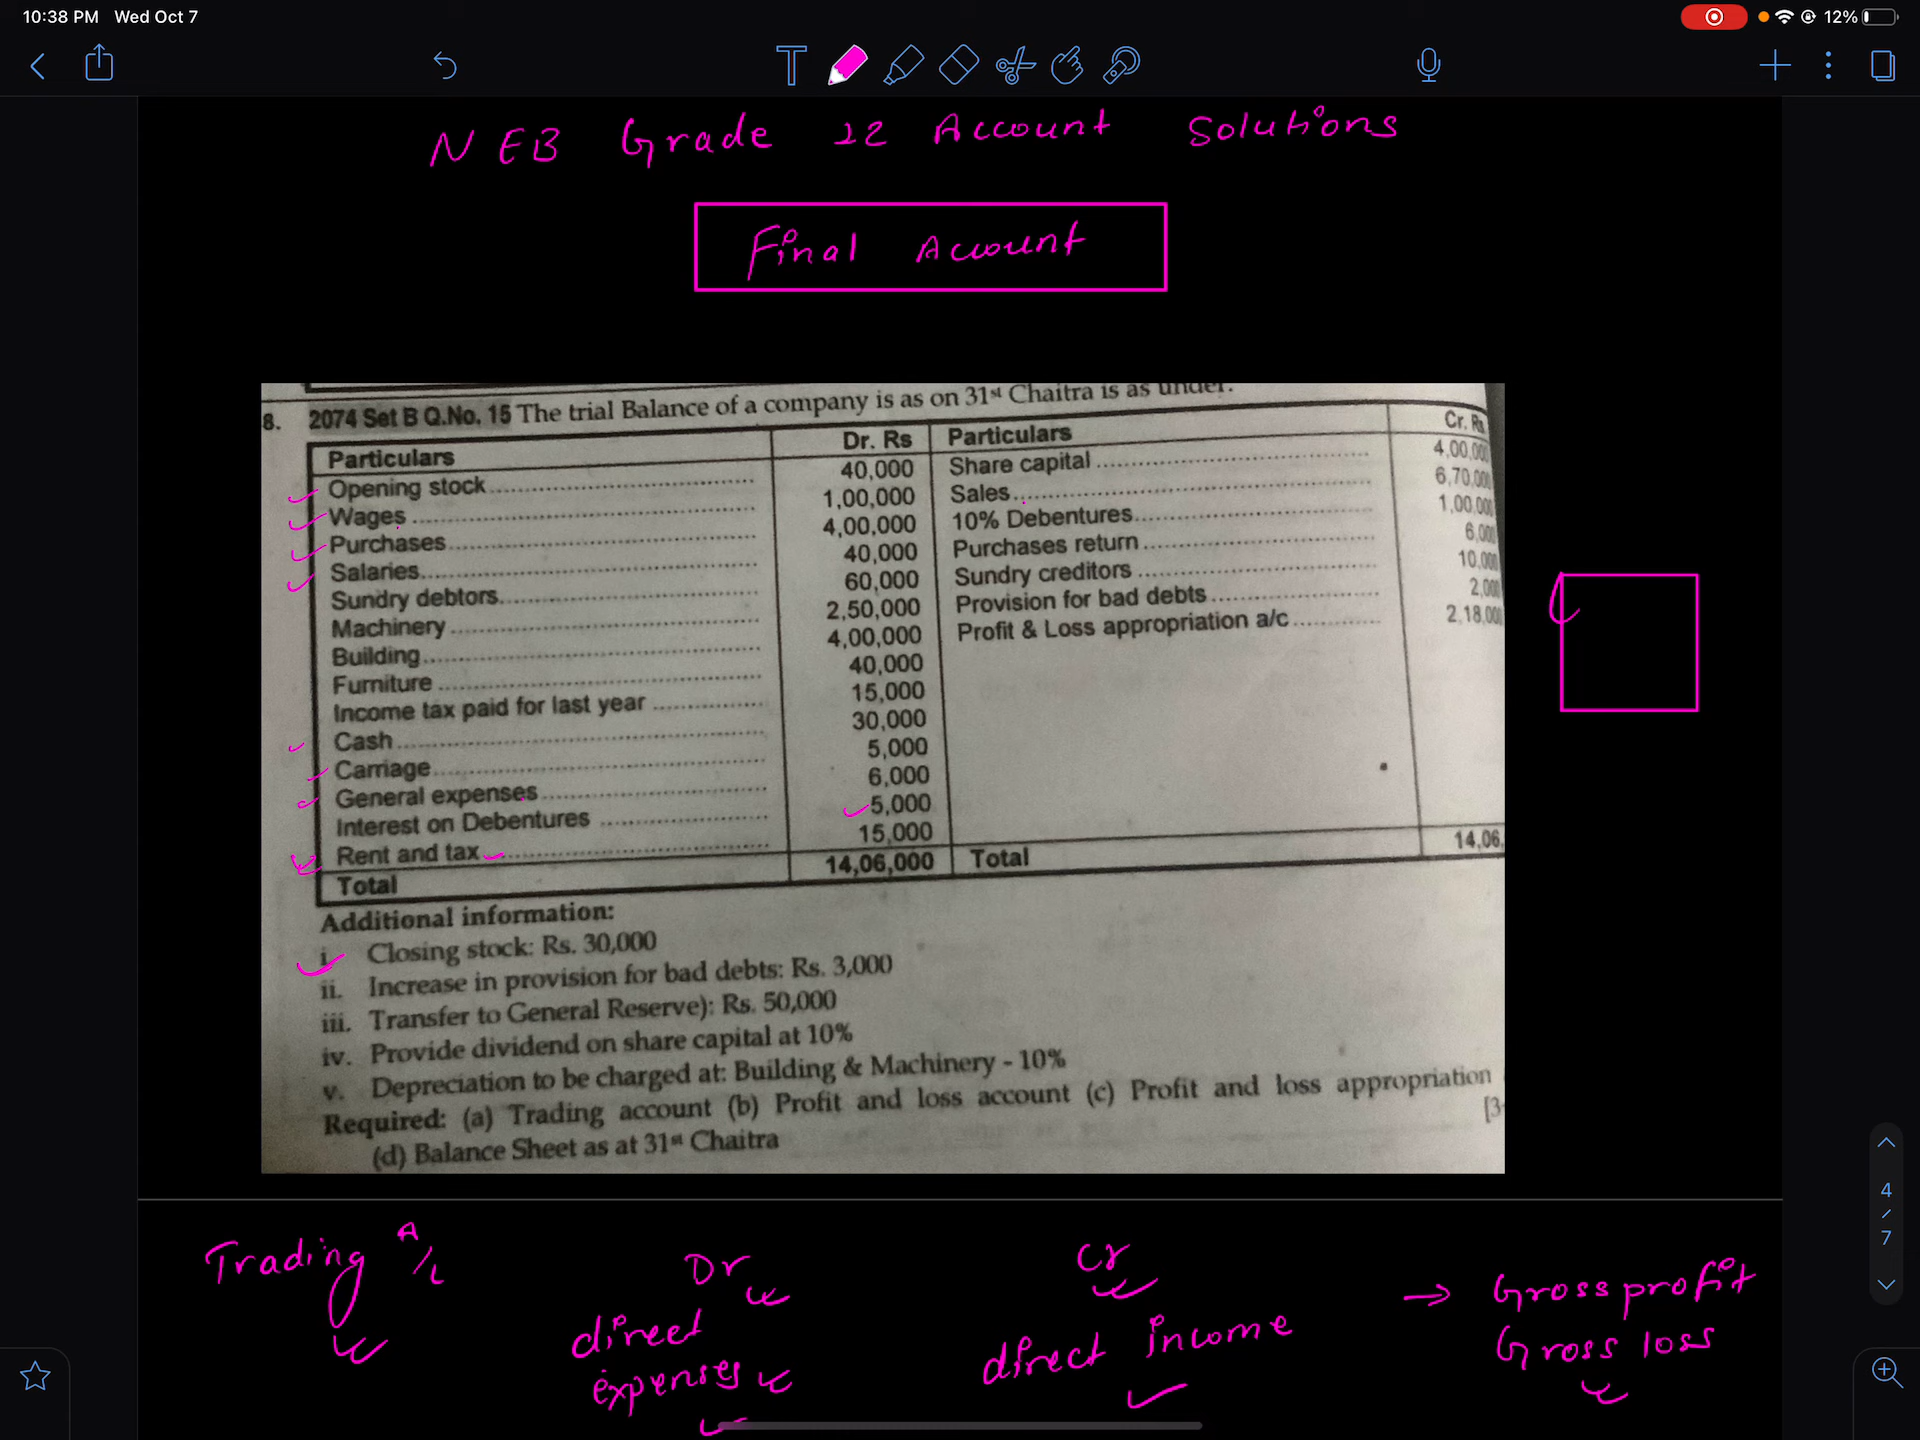 10:38 PM Wed Oct 7
12%
T
NEB Grade 12 Account Solutions
Final Account
8. 2074 Set B Q.No. 15 The trial Balance of a company is as on 31st Chaitra is as under:
Particulars Dr. Rs Particulars Cr. Rs
Opening stock 40,000 Share capital 4,00,000
Wages 1,00,000 Sales 6,70,000
Purchases 4,00,000 10% Debentures 1,00,000
Salaries 40,000 Purchases return 6,000
Sundry debtors 60,000 Sundry creditors 10,000
Machinery 2,50,000 Provision for bad debts 2,000
Building 4,00,000 Profit & Loss appropriation a/c 2,18,000
Furniture 40,000
Income tax paid for last year 15,000
Cash 30,000
Carriage 5,000
General expenses 6,000
Interest on Debentures 5,000
Rent and tax 15,000
Total 14,06,000 Total 14,06,
Additional information:
i. Closing stock: Rs. 30,000
ii. Increase in provision for bad debts: Rs. 3,000
iii. Transfer to General Reserve): Rs. 50,000
iv. Provide dividend on share capital at 10%
v. Depreciation to be charged at: Building & Machinery - 10%
Required: (a) Trading account (b) Profit and loss account (c) Profit and loss appropriation
[3
(d) Balance Sheet as at 31st Chaitra
4
/
7
Trading A/c
Dr
direct
expenses
Cr
direct income
→ Gross profit
Gross loss